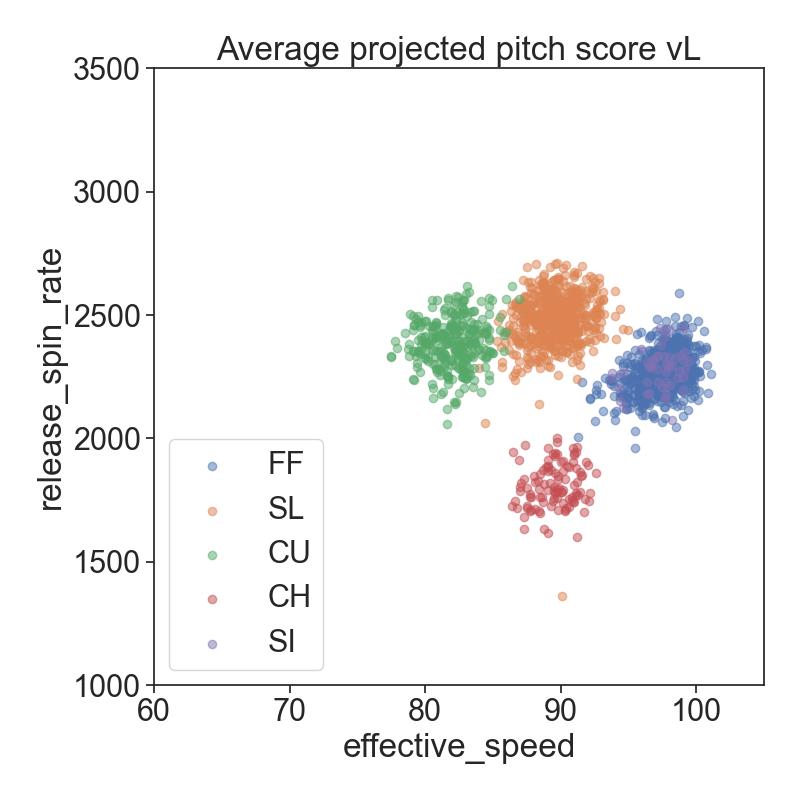 Average projected pitch score vL
3500
3000
2500
2000
1500
1000
release_spin_rate
FF
SL
CU
CH
SI
60
70
80
90
100
effective_speed